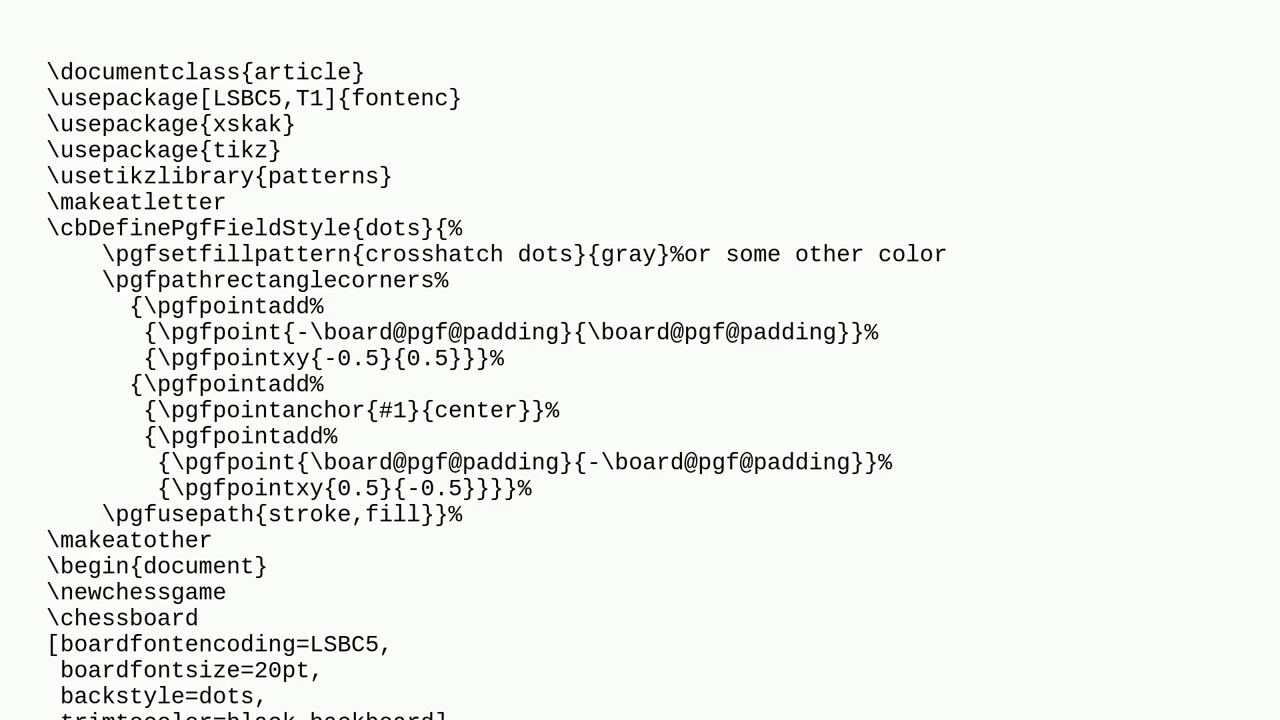 \documentclass{article}
\usepackage[LSBC5,T1]{fontenc}
\usepackage{xskak}
\usepackage{tikz}
\usetikzlibrary{patterns}
\makeatletter
\cbDefinePgfFieldStyle{dots}{%
    \pgfsetfillpattern{crosshatch dots}{gray}%or some other color
    \pgfpathrectanglecorners%
      {\pgfpointadd%
       {\pgfpoint{-\board@pgf@padding}{\board@pgf@padding}}%
       {\pgfpointxy{-0.5}{0.5}}}%
      {\pgfpointadd%
       {\pgfpointanchor{#1}{center}}%
       {\pgfpointadd%
        {\pgfpoint{\board@pgf@padding}{-\board@pgf@padding}}%
        {\pgfpointxy{0.5}{-0.5}}}}%
    \pgfusepath{stroke,fill}}%
\makeatother
\begin{document}
\newchessgame
\chessboard
[boardfontencoding=LSBC5,
 boardfontsize=20pt,
 backstyle=dots,
 trimtocolor=black,backboard]